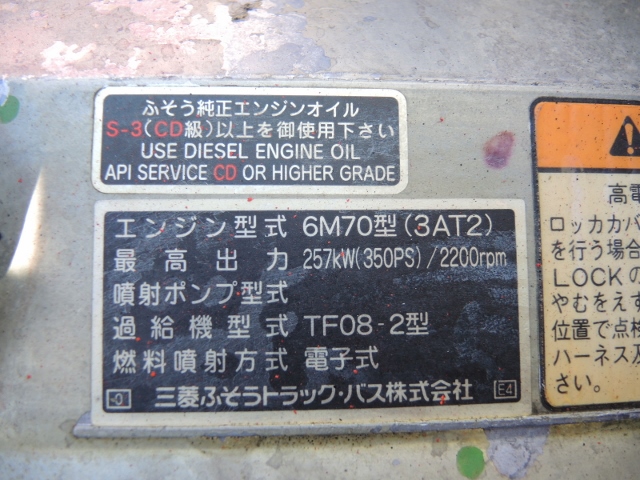 ふそう純正エンジンオイル
S-3(CD級)以上を御使用下さい
USE DIESEL ENGINE OIL
API SERVICE CD OR HIGHER GRADE
エンジン型式 6M70型(3AT2)
最高出力 257kW(350PS)/2200rpm
噴射ポンプ型式
過給機型式 TF08-2型
燃料噴射方式 電子式
-0 三菱ふそうトラック・バス株式会社 E4
高電
ロッカカバ
を行う場合
LOCKの
やむをえす
位置で点検
ハーネス及
さい。